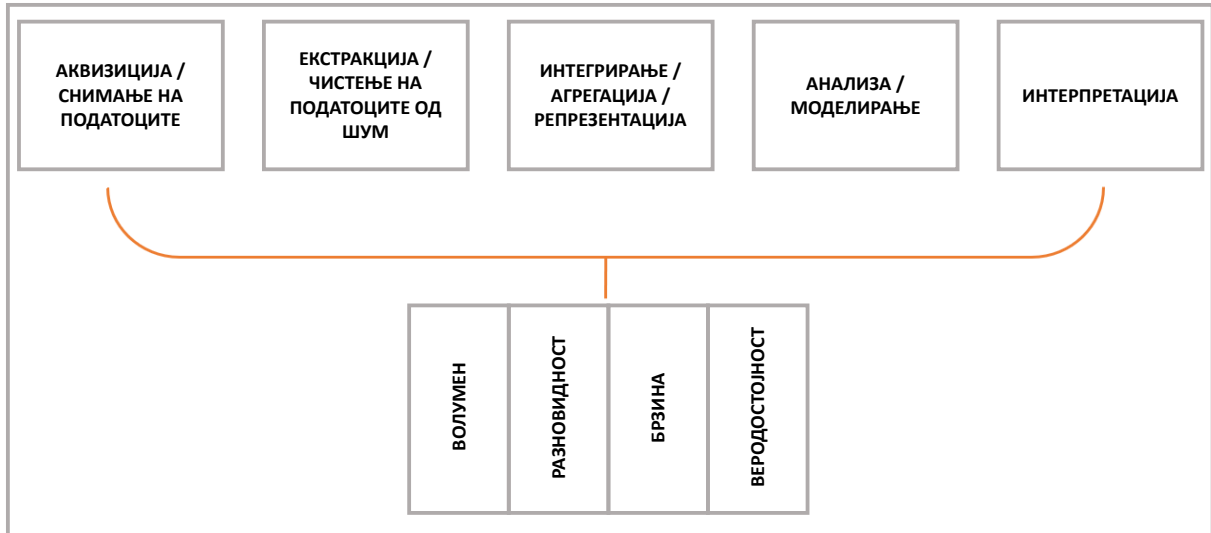 АКВИЗИЦИЈА /
СНИМАЊЕ НА
ПОДАТОЦИТЕ
ЕКСТРАКЦИЈА /
ЧИСТЕЊЕ НА
ПОДАТОЦИТЕ ОД
ШУМ
ИНТЕГРИРАЊЕ /
АГРЕГАЦИЈА /
РЕПРЕЗЕНТАЦИЈА
АНАЛИЗА /
МОДЕЛИРАЊЕ
ИНТЕРПРЕТАЦИЈА
ВОЛУМЕН
РАЗНОВИДНОСТ
БРЗИНА
ВЕРОДОСТОЈНОСТ